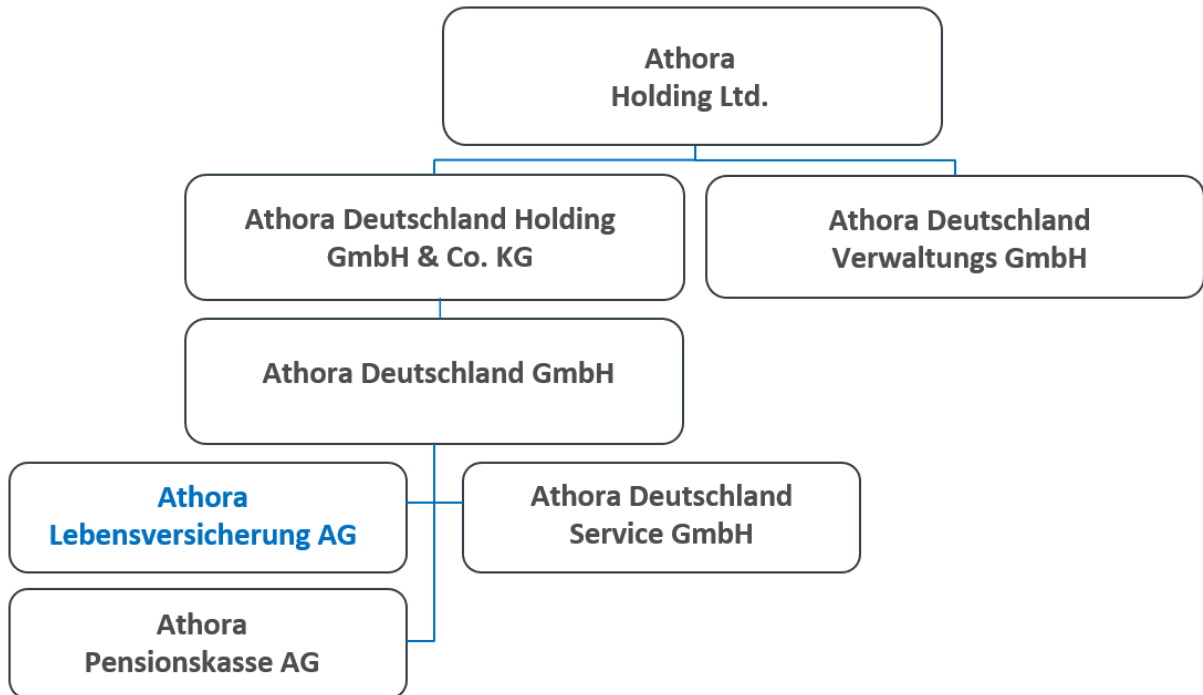 Athora
Holding Ltd.
Athora Deutschland Holding
GmbH & Co. KG
Athora Deutschland
Verwaltungs GmbH
Athora Deutschland GmbH
Athora
Lebensversicherung AG
Athora Deutschland
Service GmbH
Athora
Pensionskasse AG